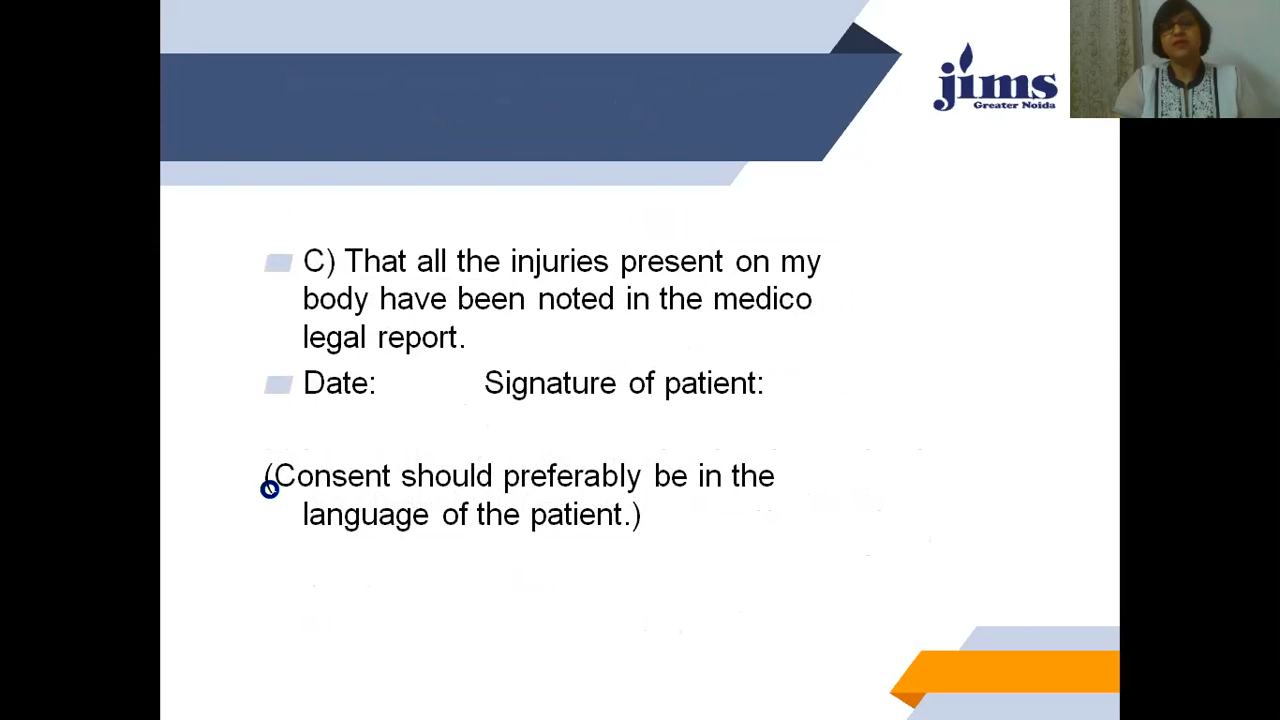 jims
Greater Noida
C) That all the injuries present on my
body have been noted in the medico
legal report.
Date: Signature of patient:
(Consent should preferably be in the
language of the patient.)